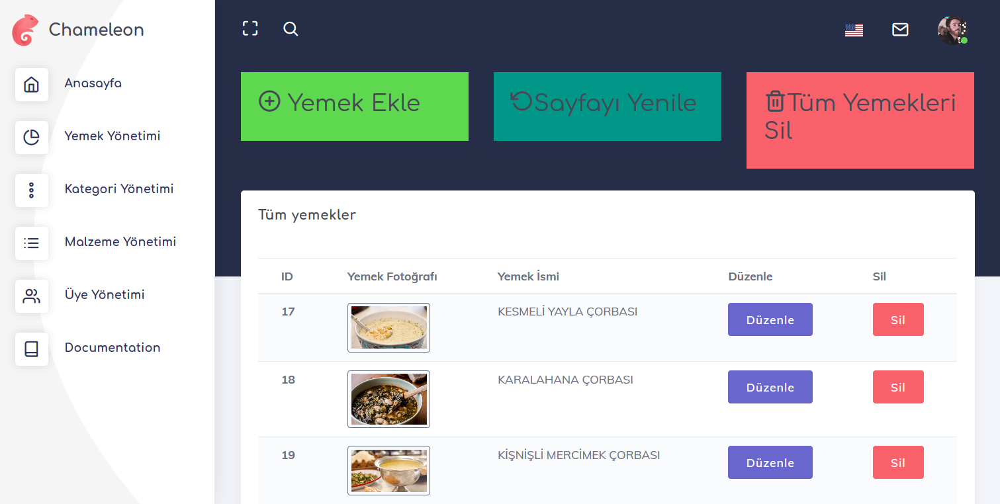 Chameleon
Anasayfa
Yemek Yönetimi
Kategori Yönetimi
Malzeme Yönetimi
Üye Yönetimi
Documentation
Yemek Ekle
Sayfayı Yenile
Tüm Yemekleri
Sil
Tüm yemekler
ID Yemek Fotoğrafı Yemek İsmi Düzenle Sil
17 KESMELİ YAYLA ÇORBASI Düzenle Sil
18 KARALAHANA ÇORBASI Düzenle Sil
19 KİŞNİŞLİ MERCİMEK ÇORBASI Düzenle Sil